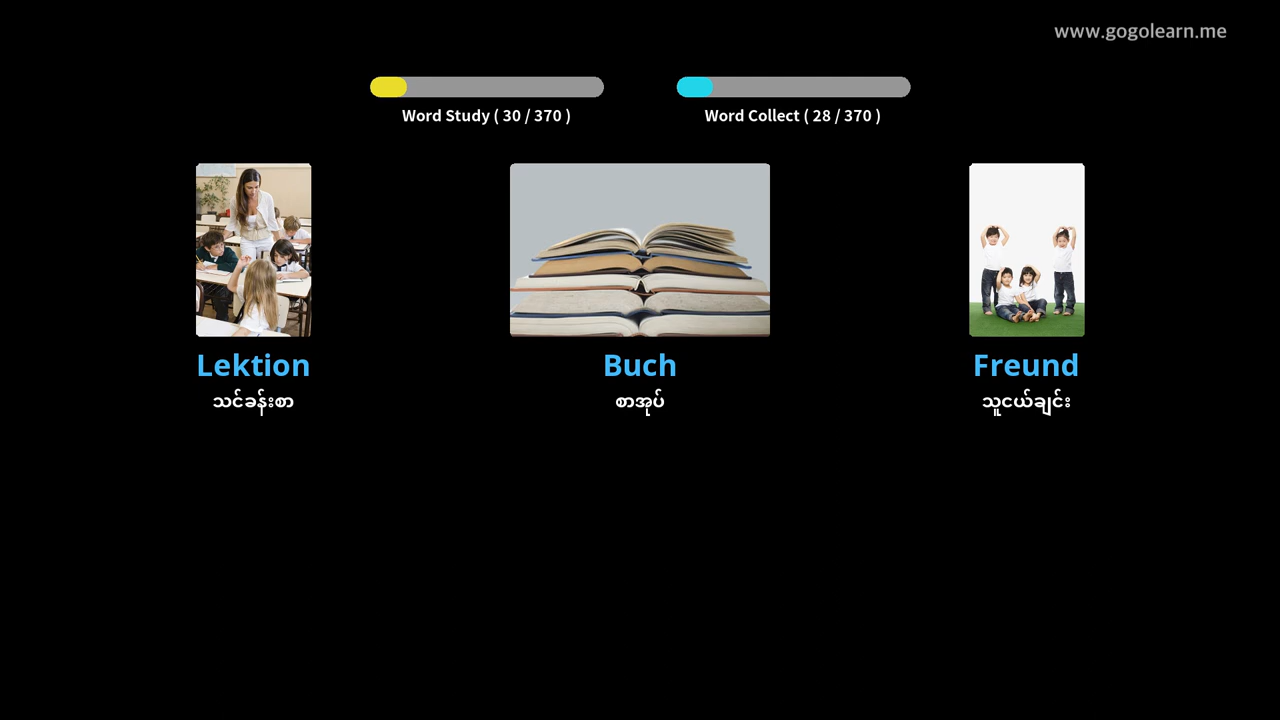 www.gogolearn.me
Word Study ( 30 / 370 )
Word Collect ( 28 / 370 )
Lektion
Buch
Freund
သင်ခန်းစာ
စာအုပ်
သူငယ်ချင်း